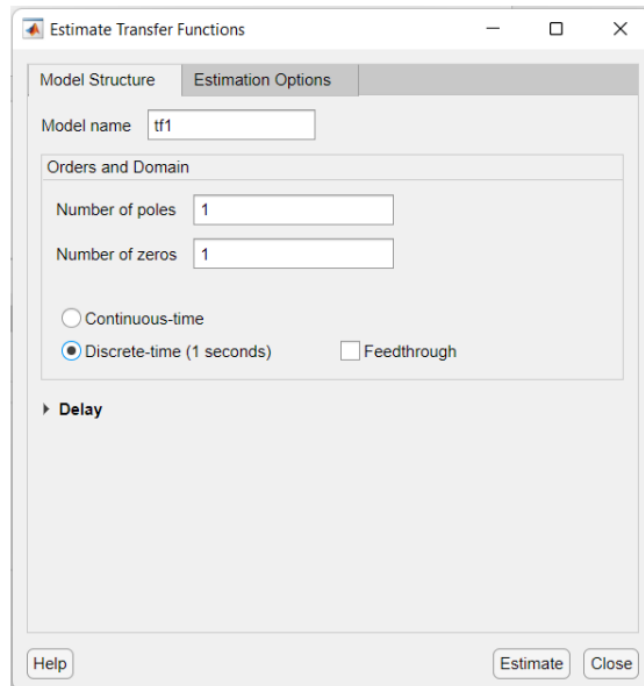 Estimate Transfer Functions
Model Structure Estimation Options
Model name tf1
Orders and Domain
Number of poles 1
Number of zeros 1
Continuous-time
Discrete-time (1 seconds) Feedthrough
Delay
Help Estimate Close